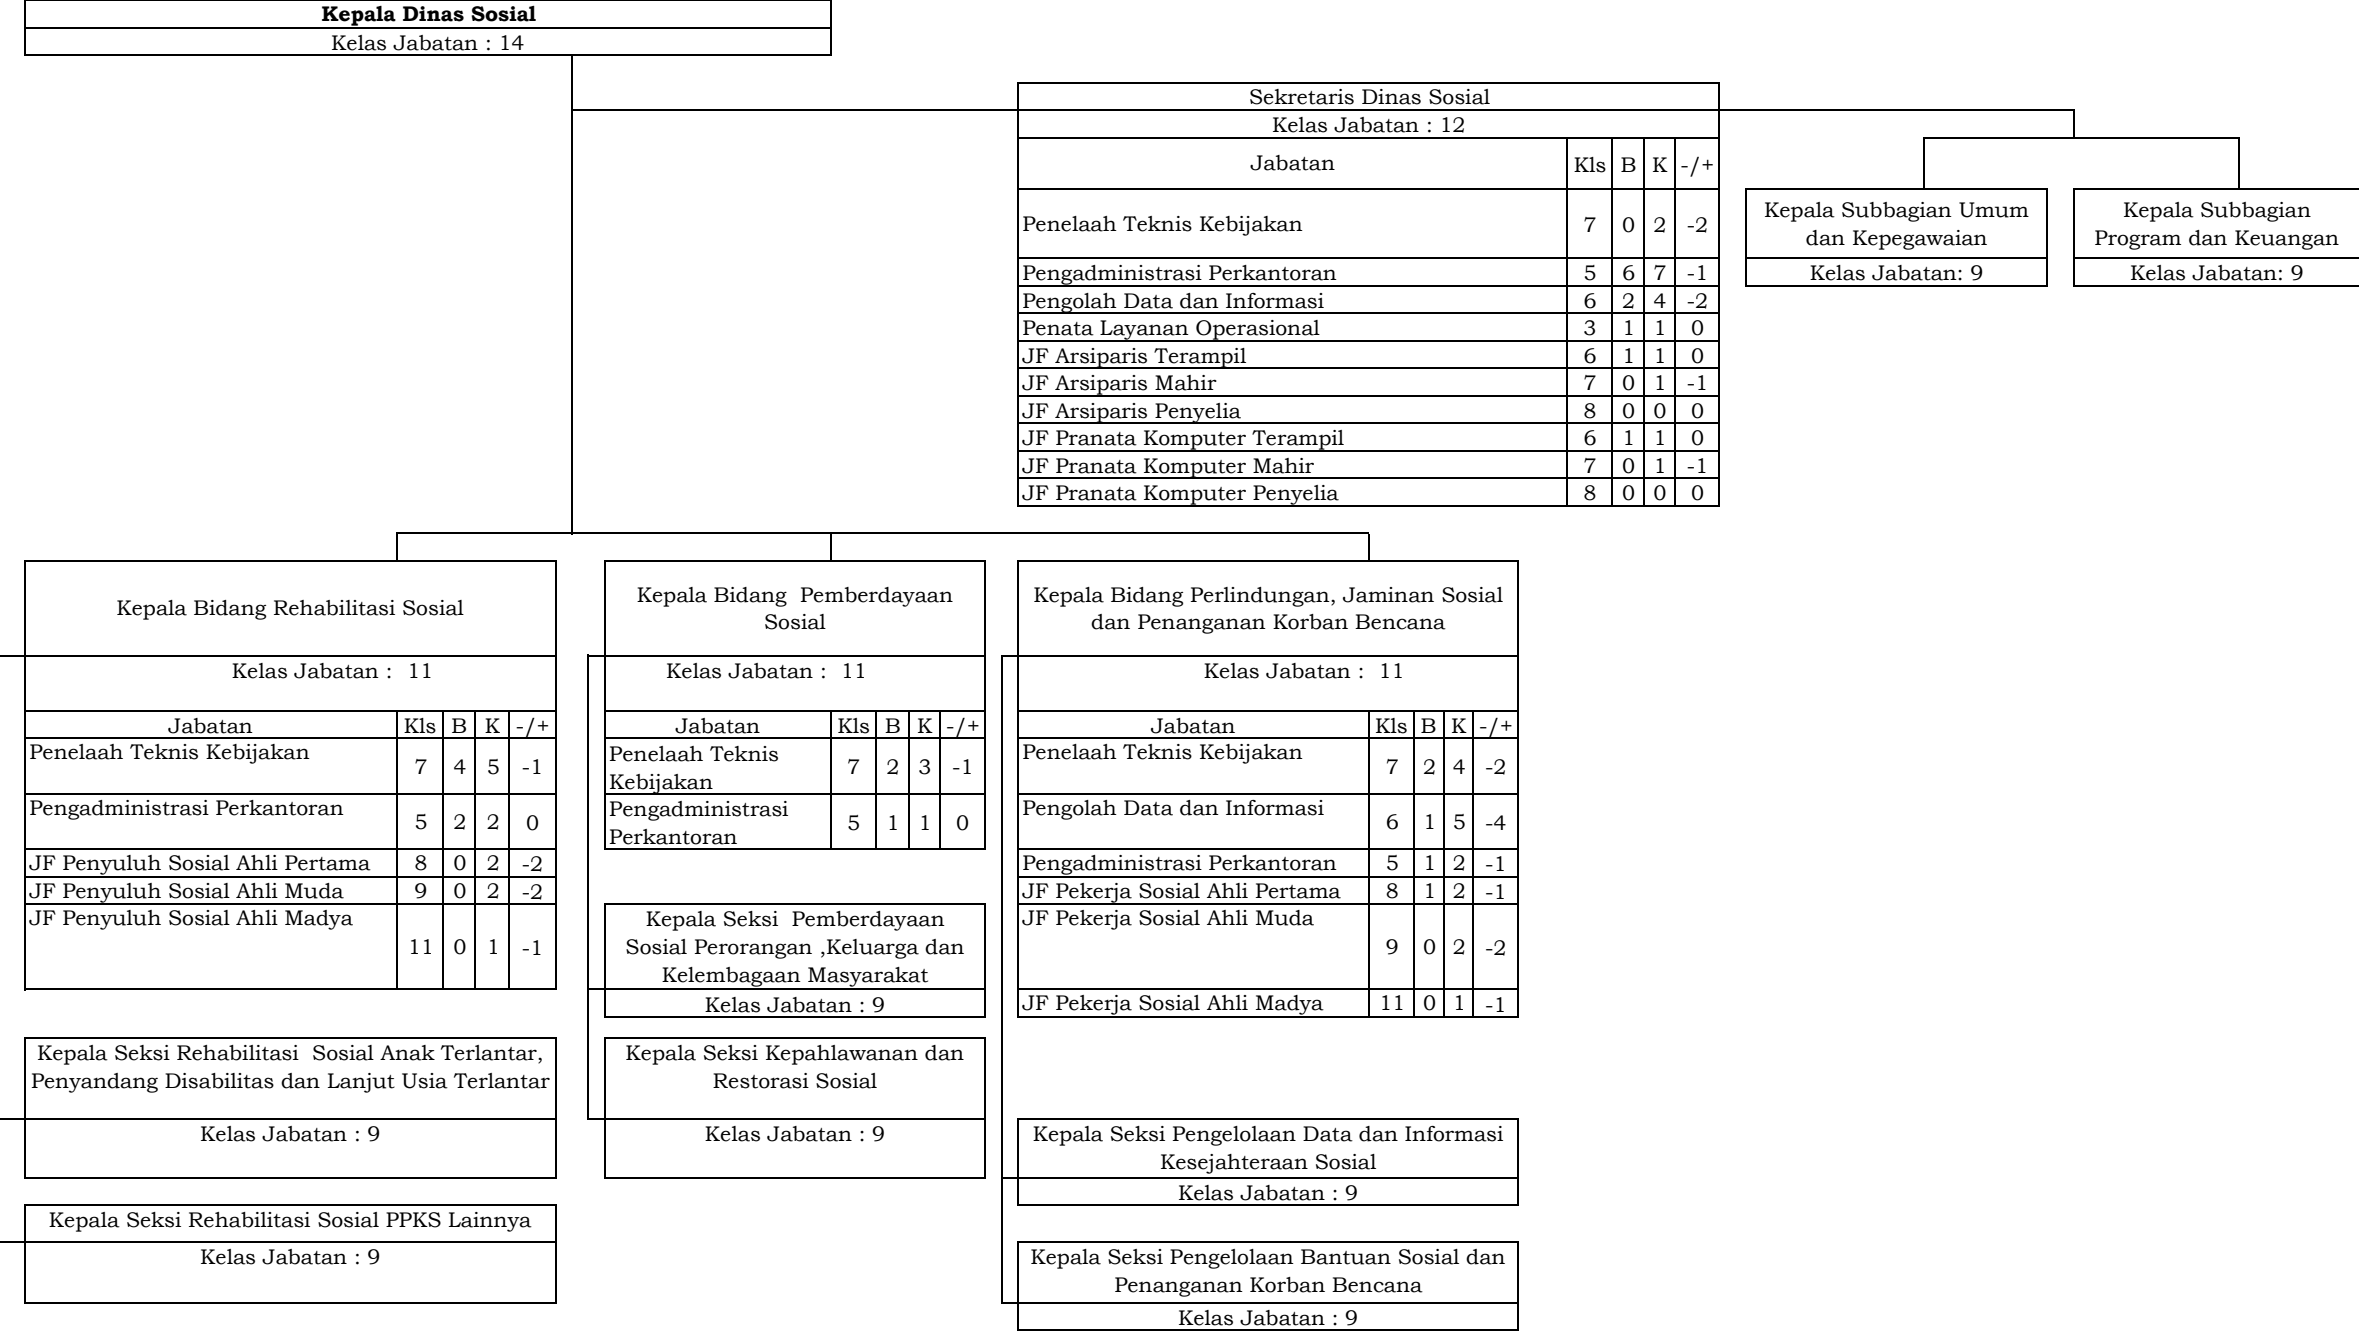 Kepala Dinas Sosial
Kelas Jabatan : 14
Sekretaris Dinas Sosial
Kelas Jabatan : 12
Jabatan Kls B K -/+
Penelaah Teknis Kebijakan 7 0 2 -2
Pengadministrasi Perkantoran 5 6 7 -1
Pengolah Data dan Informasi 6 2 4 -2
Penata Layanan Operasional 3 1 1 0
JF Arsiparis Terampil 6 1 1 0
JF Arsiparis Mahir 7 0 1 -1
JF Arsiparis Penyelia 8 0 0 0
JF Pranata Komputer Terampil 6 1 1 0
JF Pranata Komputer Mahir 7 0 1 -1
JF Pranata Komputer Penyelia 8 0 0 0
Kepala Subbagian Umum
dan Kepegawaian
Kelas Jabatan: 9
Kepala Subbagian
Program dan Keuangan
Kelas Jabatan: 9
Kepala Bidang Rehabilitasi Sosial
Kelas Jabatan : 11
Jabatan Kls B K -/+
Penelaah Teknis Kebijakan 7 4 5 -1
Pengadministrasi Perkantoran 5 2 2 0
JF Penyuluh Sosial Ahli Pertama 8 0 2 -2
JF Penyuluh Sosial Ahli Muda 9 0 2 -2
JF Penyuluh Sosial Ahli Madya 11 0 1 -1
Kepala Seksi Rehabilitasi Sosial Anak Terlantar,
Penyandang Disabilitas dan Lanjut Usia Terlantar
Kelas Jabatan : 9
Kepala Seksi Rehabilitasi Sosial PPKS Lainnya
Kelas Jabatan : 9
Kepala Bidang Pemberdayaan
Sosial
Kelas Jabatan : 11
Jabatan Kls B K -/+
Penelaah Teknis
Kebijakan 7 2 3 -1
Pengadministrasi
Perkantoran 5 1 1 0
Kepala Seksi Pemberdayaan
Sosial Perorangan ,Keluarga dan
Kelembagaan Masyarakat
Kelas Jabatan : 9
Kepala Seksi Kepahlawanan dan
Restorasi Sosial
Kelas Jabatan : 9
Kepala Bidang Perlindungan, Jaminan Sosial
dan Penanganan Korban Bencana
Kelas Jabatan : 11
Jabatan Kls B K -/+
Penelaah Teknis Kebijakan 7 2 4 -2
Pengolah Data dan Informasi 6 1 5 -4
Pengadministrasi Perkantoran 5 1 2 -1
JF Pekerja Sosial Ahli Pertama 8 1 2 -1
JF Pekerja Sosial Ahli Muda 9 0 2 -2
JF Pekerja Sosial Ahli Madya 11 0 1 -1
Kepala Seksi Pengelolaan Data dan Informasi
Kesejahteraan Sosial
Kelas Jabatan : 9
Kepala Seksi Pengelolaan Bantuan Sosial dan
Penanganan Korban Bencana
Kelas Jabatan : 9